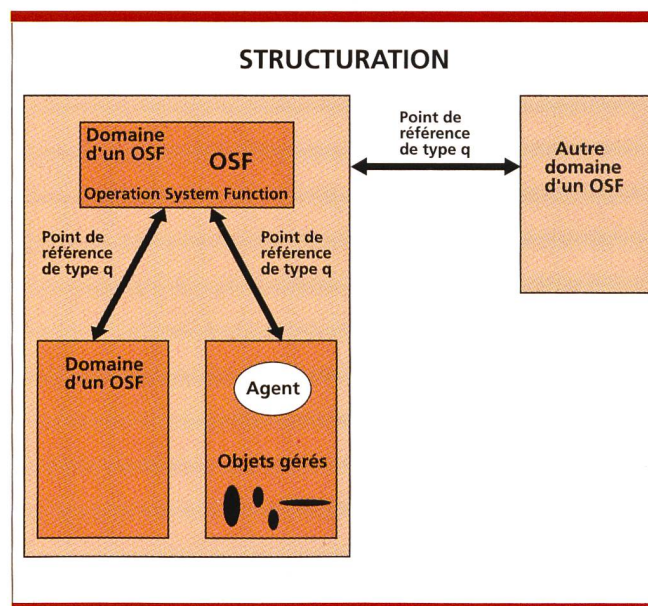 STRUCTURATION
Domaine
d'un OSF
OSF
Operation System Function
Point de
référence
de type q
Autre
domaine
d'un OSF
Point de
référence
de type q
Point de
référence
de type q
Domaine
d'un OSF
Agent
Objets gérés